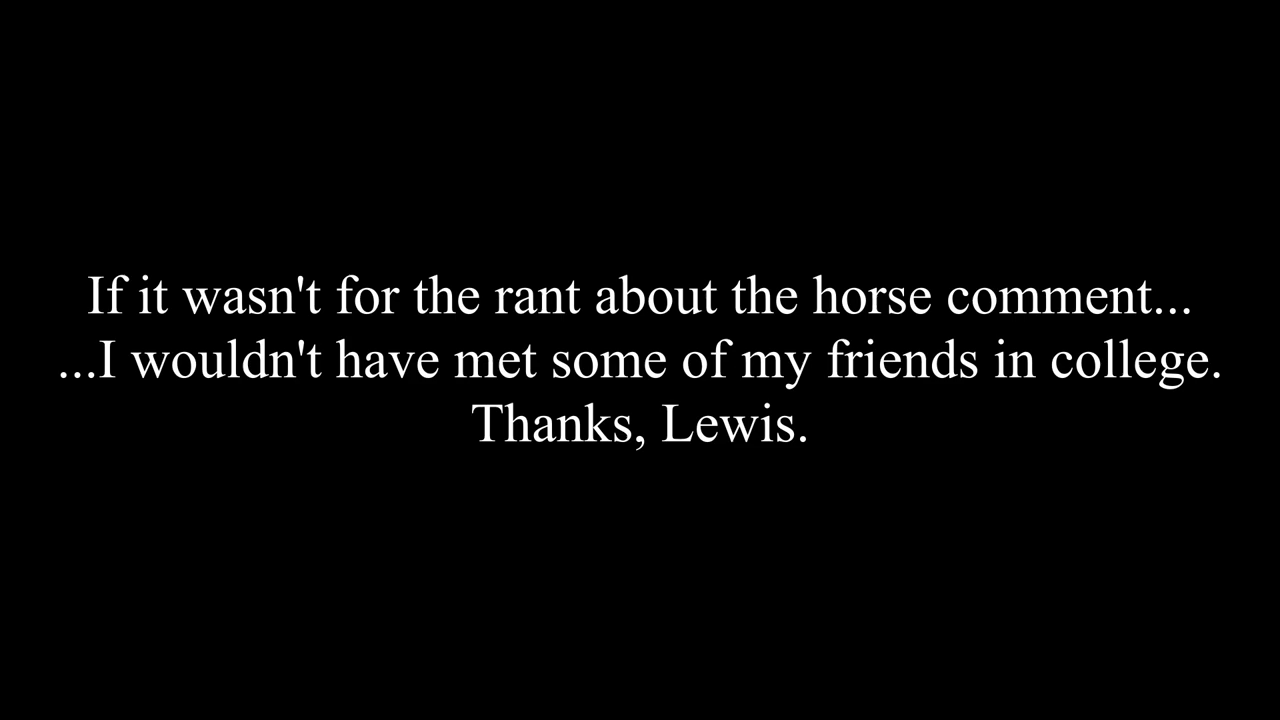 If it wasn't for the rant about the horse comment...
...I wouldn't have met some of my friends in college.
Thanks, Lewis.